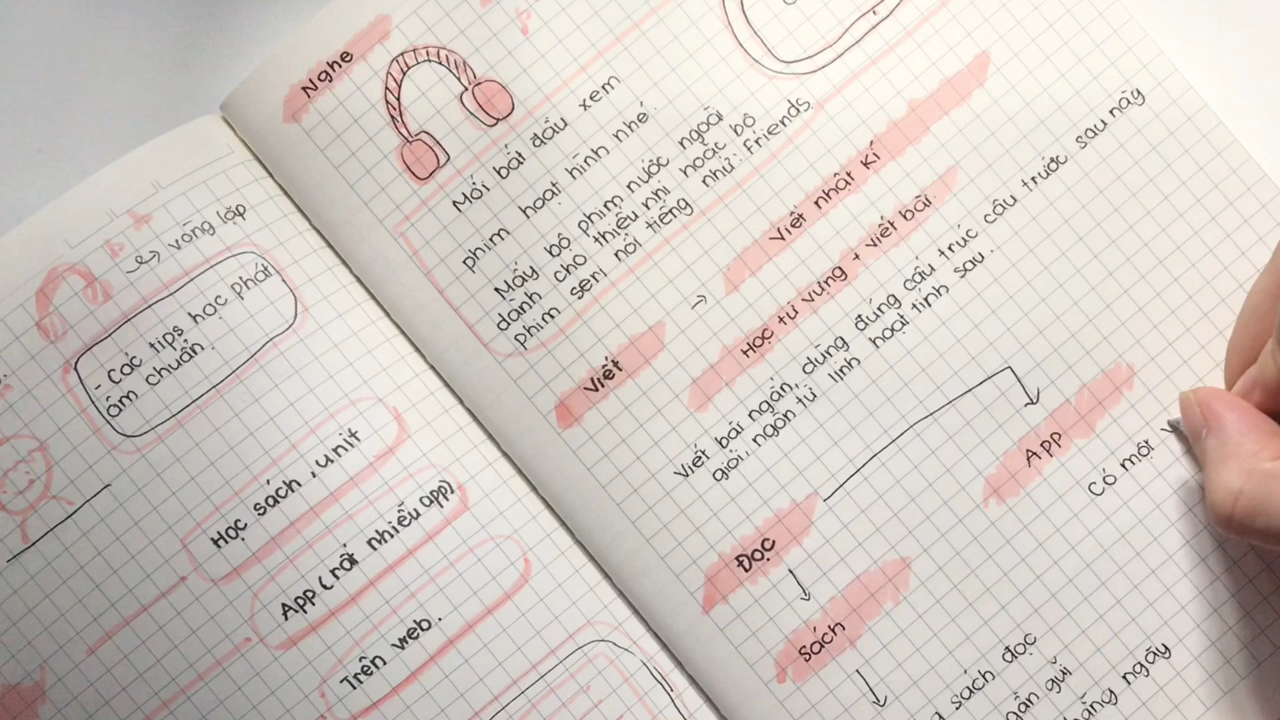 vòng lặp
- Các tips học phát
âm chuẩn.
Học sách, unit
App (rất nhiều app)
Trên web.
Nghe
Mới bắt đầu xem
phim hoạt hình nhé.
Mấy bộ phim nước ngoài
dành cho thiếu nhi hoặc bộ
phim seri nổi tiếng như: Friends.
Viết
→ Viết nhật kí
Học từ vựng + viết bài.
Viết bài ngắn, dùng đúng cấu trúc câu trước sau này
giỏi, ngôn từ linh hoạt tính sau.
Đọc
App
Có một
Sách
sách đọc
gần gũi
hằng ngày